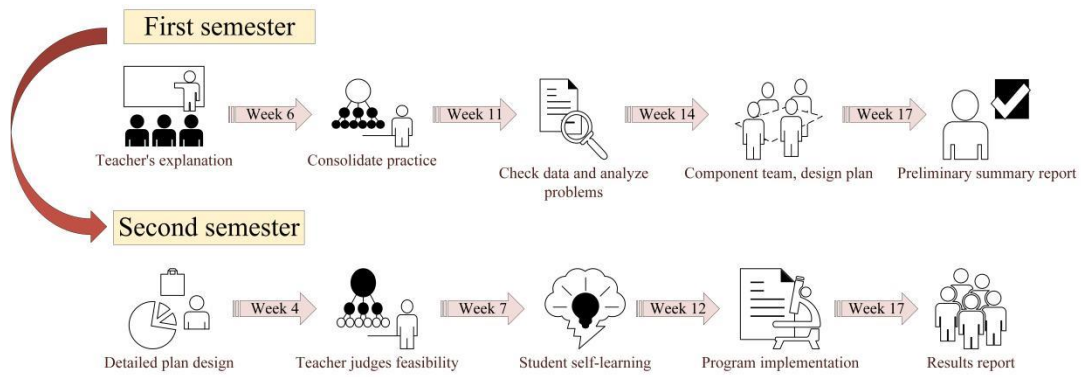 First semester
Week 6
Week 11
Week 14
Week 17
Teacher's explanation
Consolidate practice
Check data and analyze
problems
Component team, design plan
Preliminary summary report
Second semester
Week 4
Week 7
Week 12
Week 17
Detailed plan design
Teacher judges feasibility
Student self-learning
Program implementation
Results report